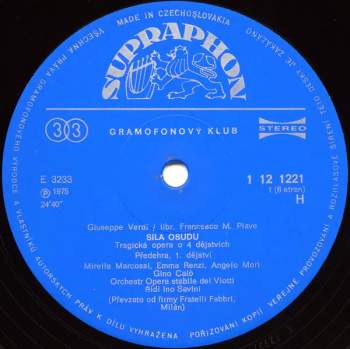 MADE IN CZECHOSLOVAKIA
VŠECHNA PRÁVA GRAMOFONOVÉHO VÝROBCE A VLASTNÍKŮ AUTORSKÝCH PRÁV K DÍLU VYHRAZENA POŘIZOVÁNÍ KOPIÍ VEŘEJNÉ PROVOZOVÁNÍ A ROZHLASOVÉ VYSÍLÁNÍ TÉTO DESKY JE ZAKÁZÁNO
SUPRAPHON
33
GRAMOFONOVÝ KLUB
STEREO
E 3233
Ⓟ 1975
24'40"
1 12 1221
1 (6 stran)
H
Giuseppe Verdi / libr. Francesco M. Piave
SÍLA OSUDU
Tragická opera o 4 dějstvích
Předehra, 1. dějství
Mirella Marcossi, Emma Renzi, Angelo Mori
Gino Calò
Orchestr Opera stabile del Viotti
Řídí Ino Savini
(Převzato od firmy Fratelli Fabbri,
Milán)